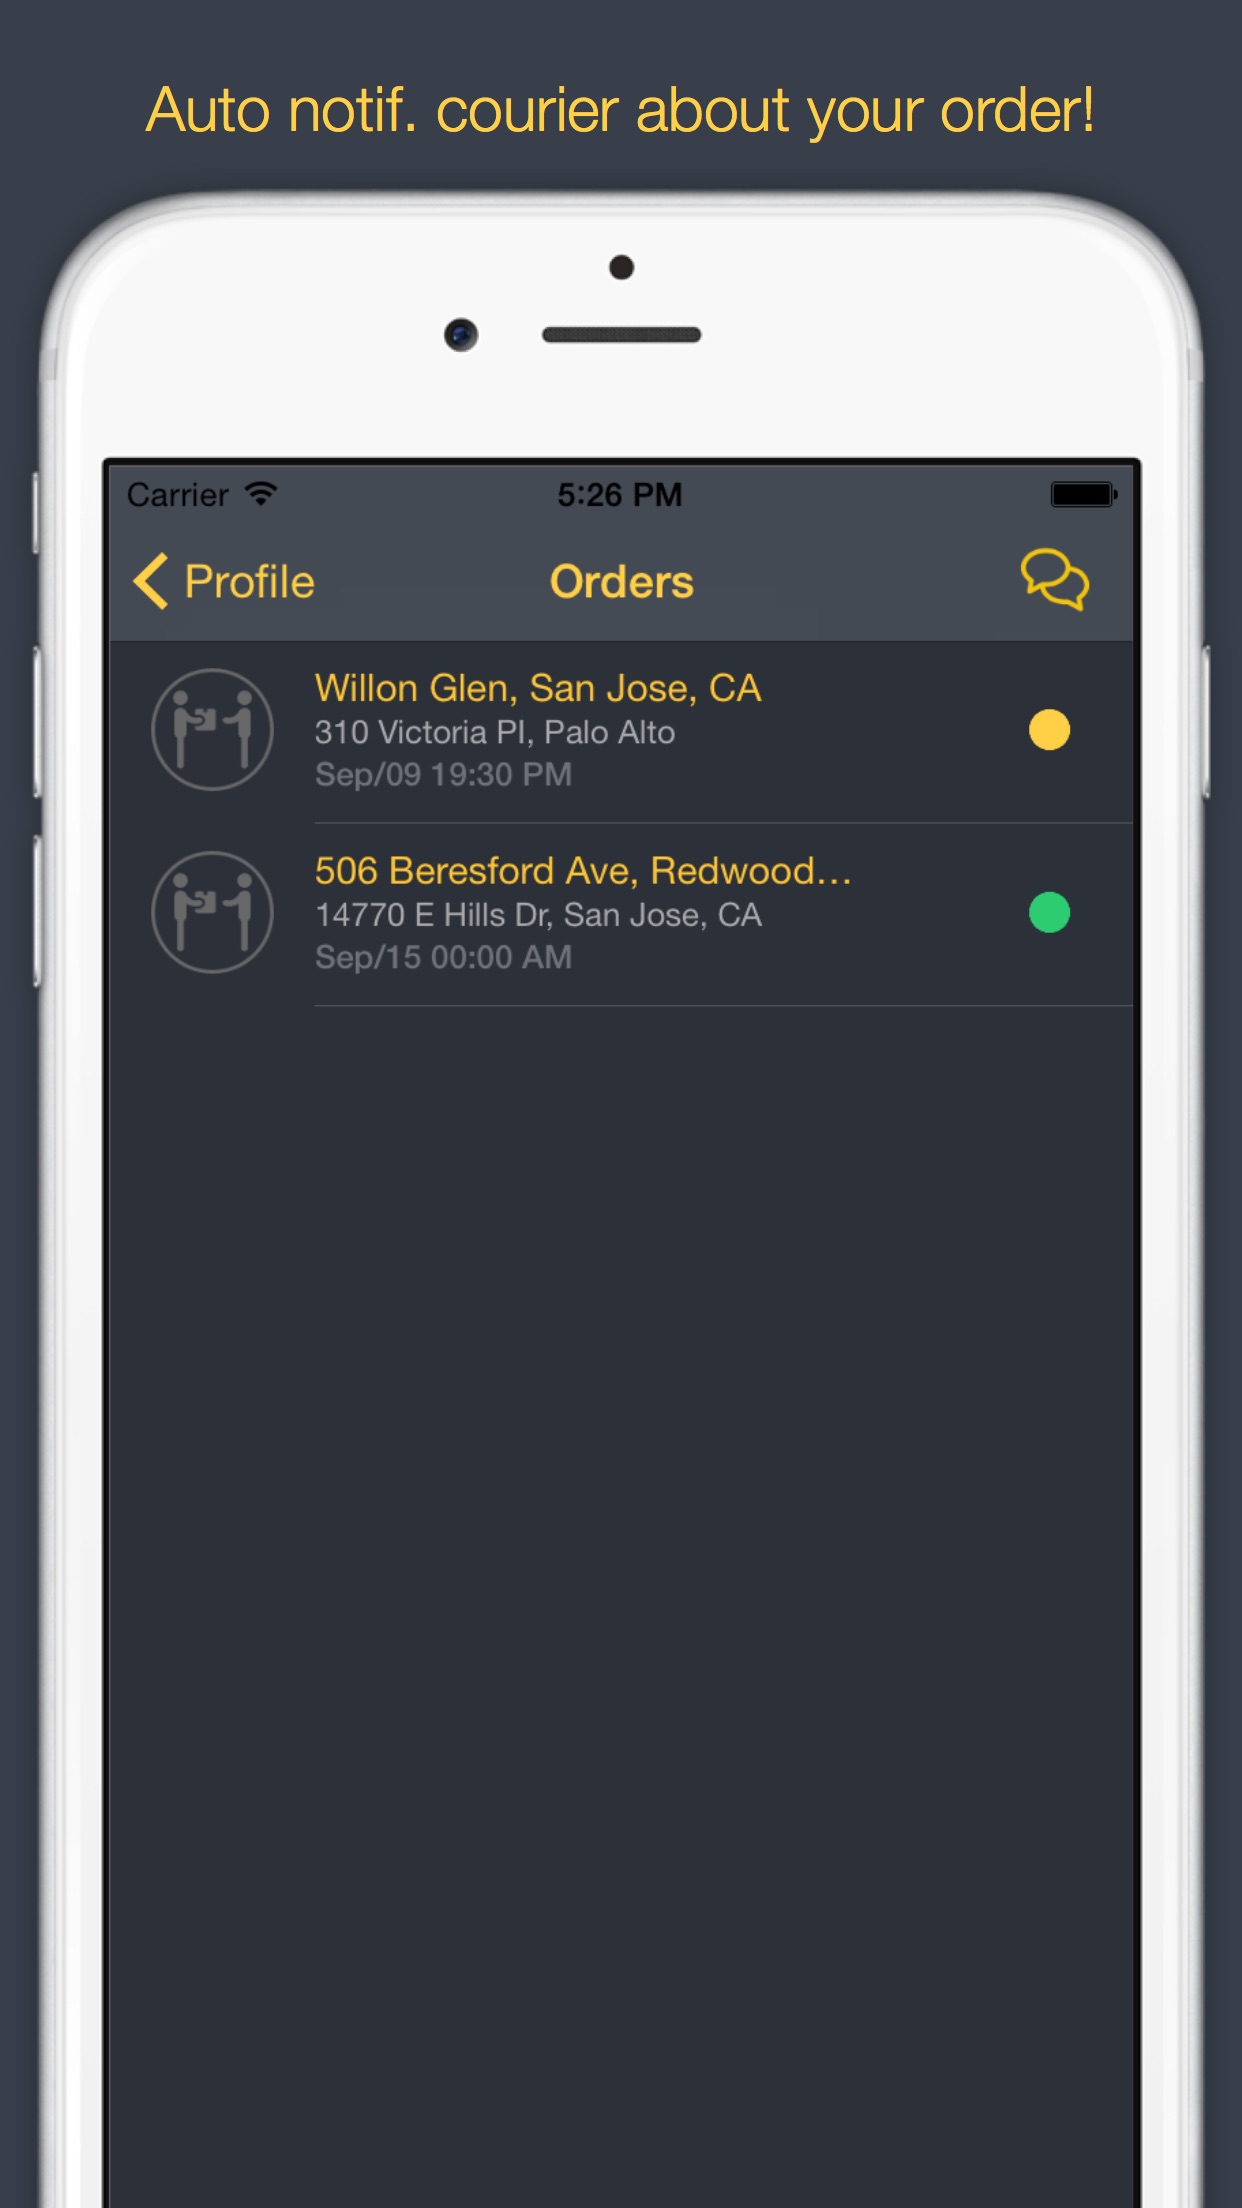 Auto notif. courier about your order!
Carrier 5:26 PM
Profile Orders
Willon Glen, San Jose, CA
310 Victoria Pl, Palo Alto
Sep/09 19:30 PM
506 Beresford Ave, Redwood...
14770 E Hills Dr, San Jose, CA
Sep/15 00:00 AM